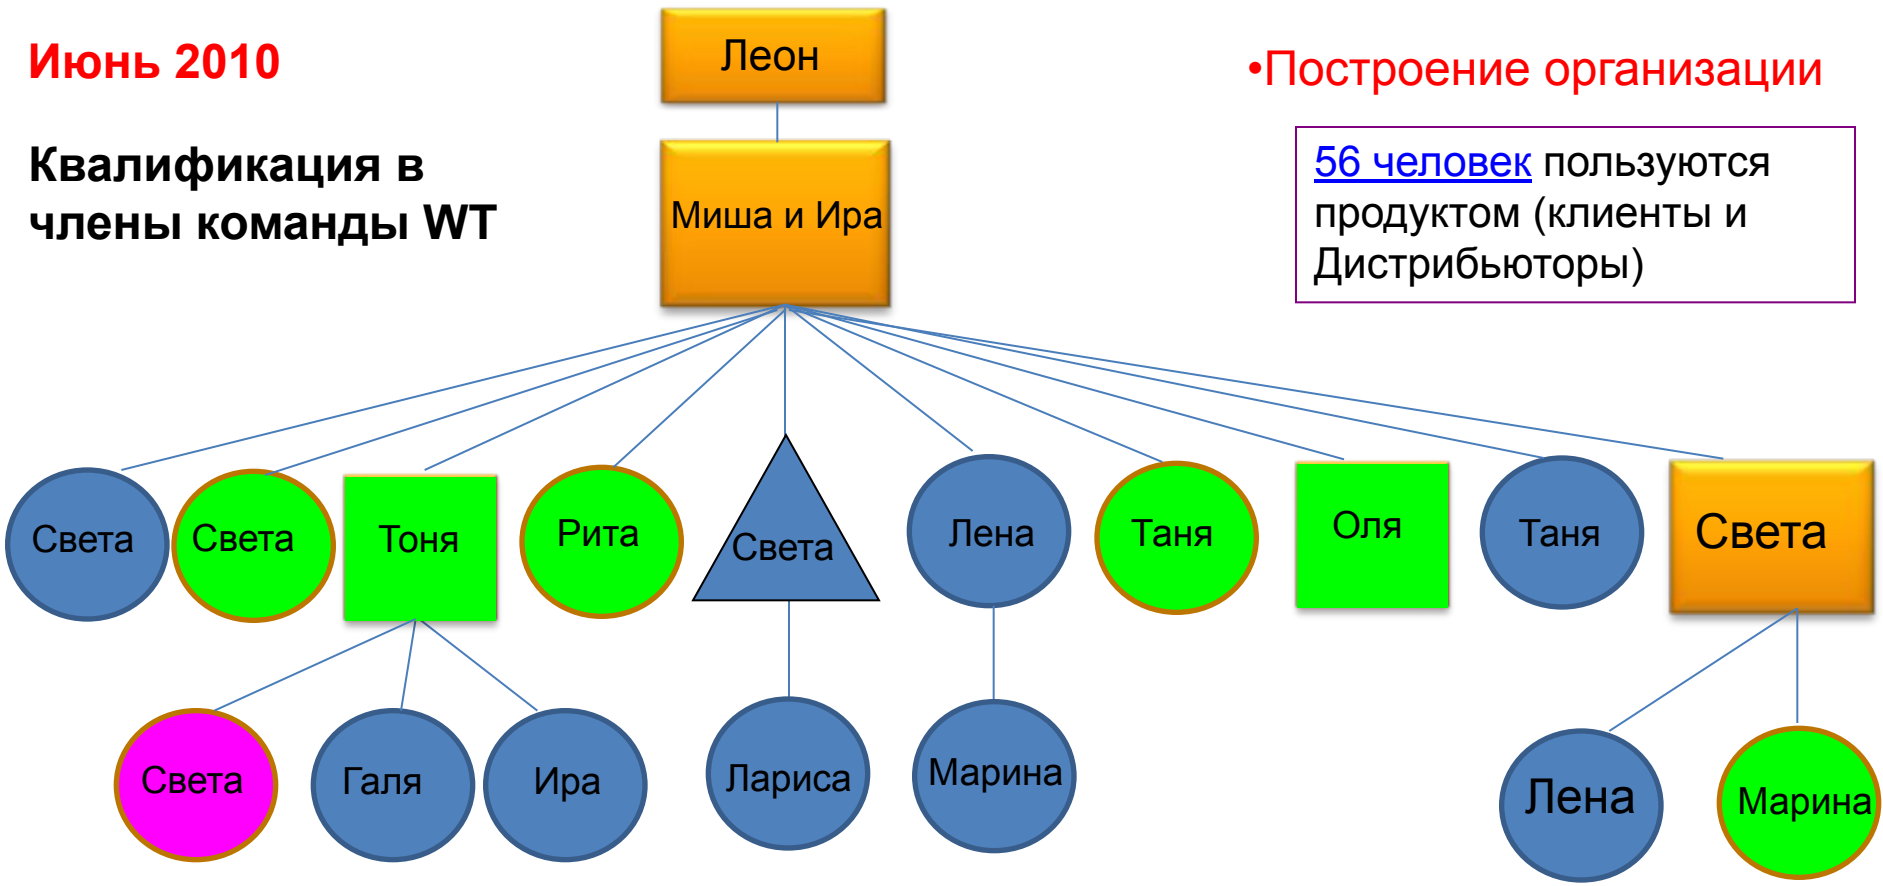 Июнь 2010
Квалификация в
члены команды WT
Леон
Миша и Ира
•Построение организации
56 человек пользуются
продуктом (клиенты и
Дистрибьюторы)
Света
Света
Тоня
Рита
Света
Лена
Таня
Оля
Таня
Света
Света
Галя
Ира
Лариса
Марина
Лена
Марина